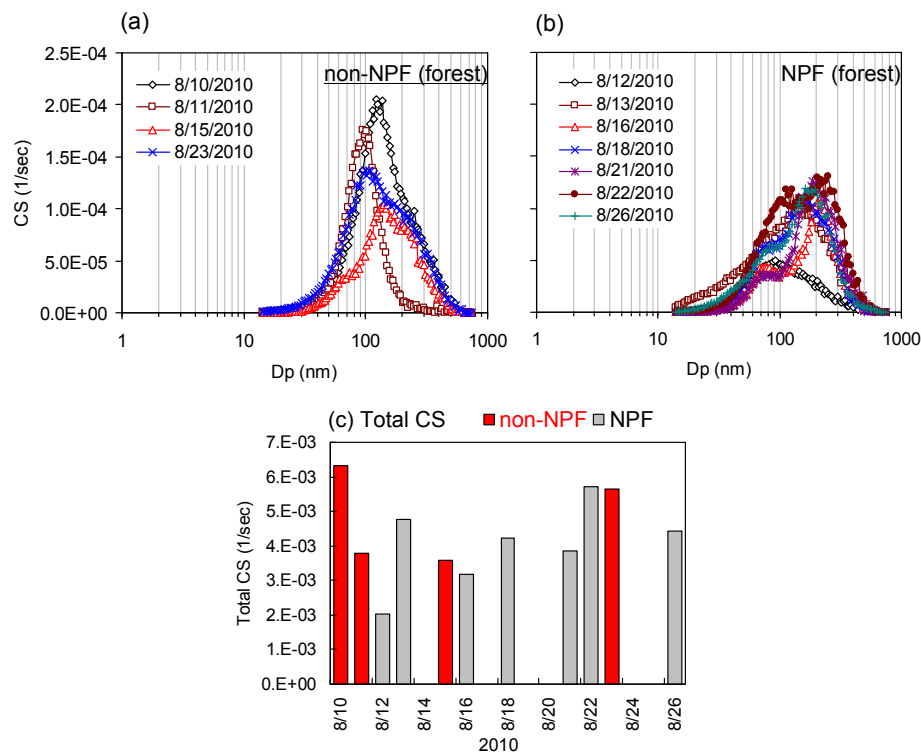 (a)
(b)
CS (1/sec)
2.5E-04
2.0E-04
1.5E-04
1.0E-04
5.0E-05
0.0E+00
non-NPF (forest)
8/10/2010
8/11/2010
8/15/2010
8/23/2010
1 10 100 1000
Dp (nm)
NPF (forest)
8/12/2010
8/13/2010
8/16/2010
8/18/2010
8/21/2010
8/22/2010
8/26/2010
1 10 100 1000
Dp (nm)
(c) Total CS non-NPF NPF
Total CS (1/sec)
7.E-03
6.E-03
5.E-03
4.E-03
3.E-03
2.E-03
1.E-03
0.E+00
8/10 8/12 8/14 8/16 8/18 8/20 8/22 8/24 8/26
2010